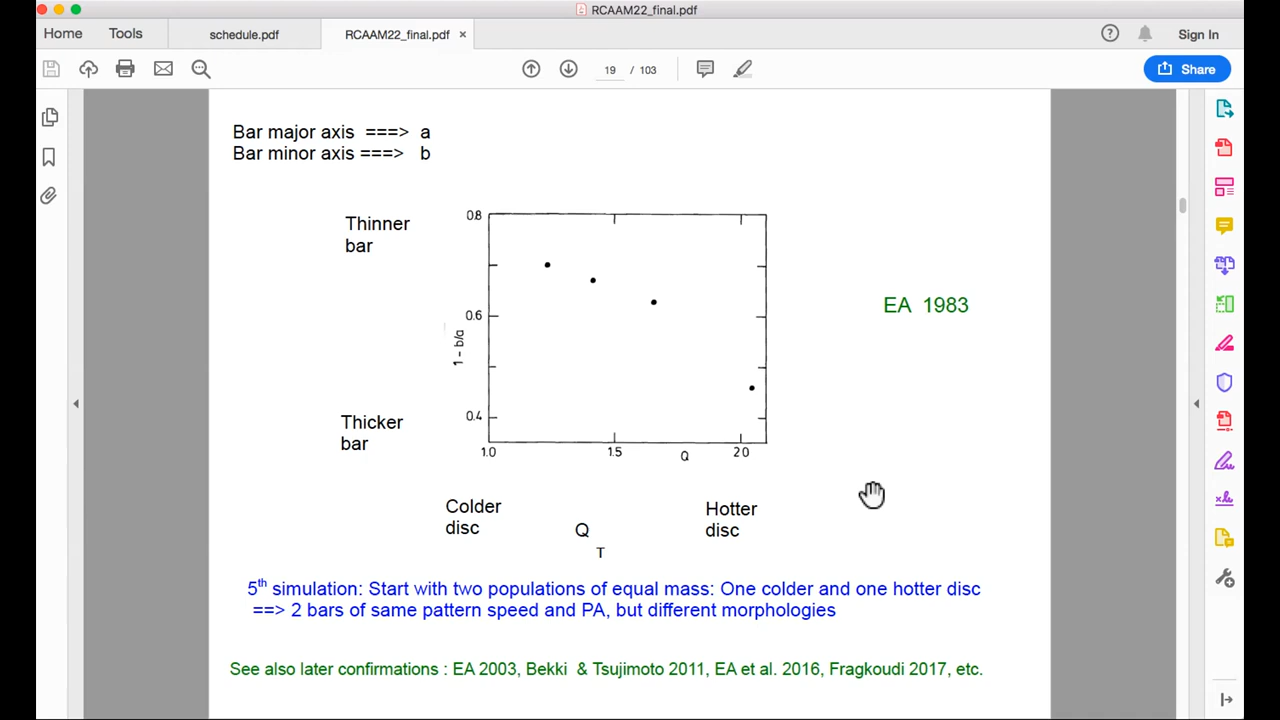 RCAAM22_final.pdf
Home Tools schedule.pdf RCAAM22_final.pdf × Sign In
19 / 103 Share
Bar major axis ===> a
Bar minor axis ===> b
Thinner
bar
0.8
0.6
1 - b/a
EA 1983
Thicker
bar
0.4
1.0 1.5 Q 2.0
Colder
disc
Hotter
disc
Q
T
5th simulation: Start with two populations of equal mass: One colder and one hotter disc
==> 2 bars of same pattern speed and PA, but different morphologies
See also later confirmations : EA 2003, Bekki & Tsujimoto 2011, EA et al. 2016, Fragkoudi 2017, etc.